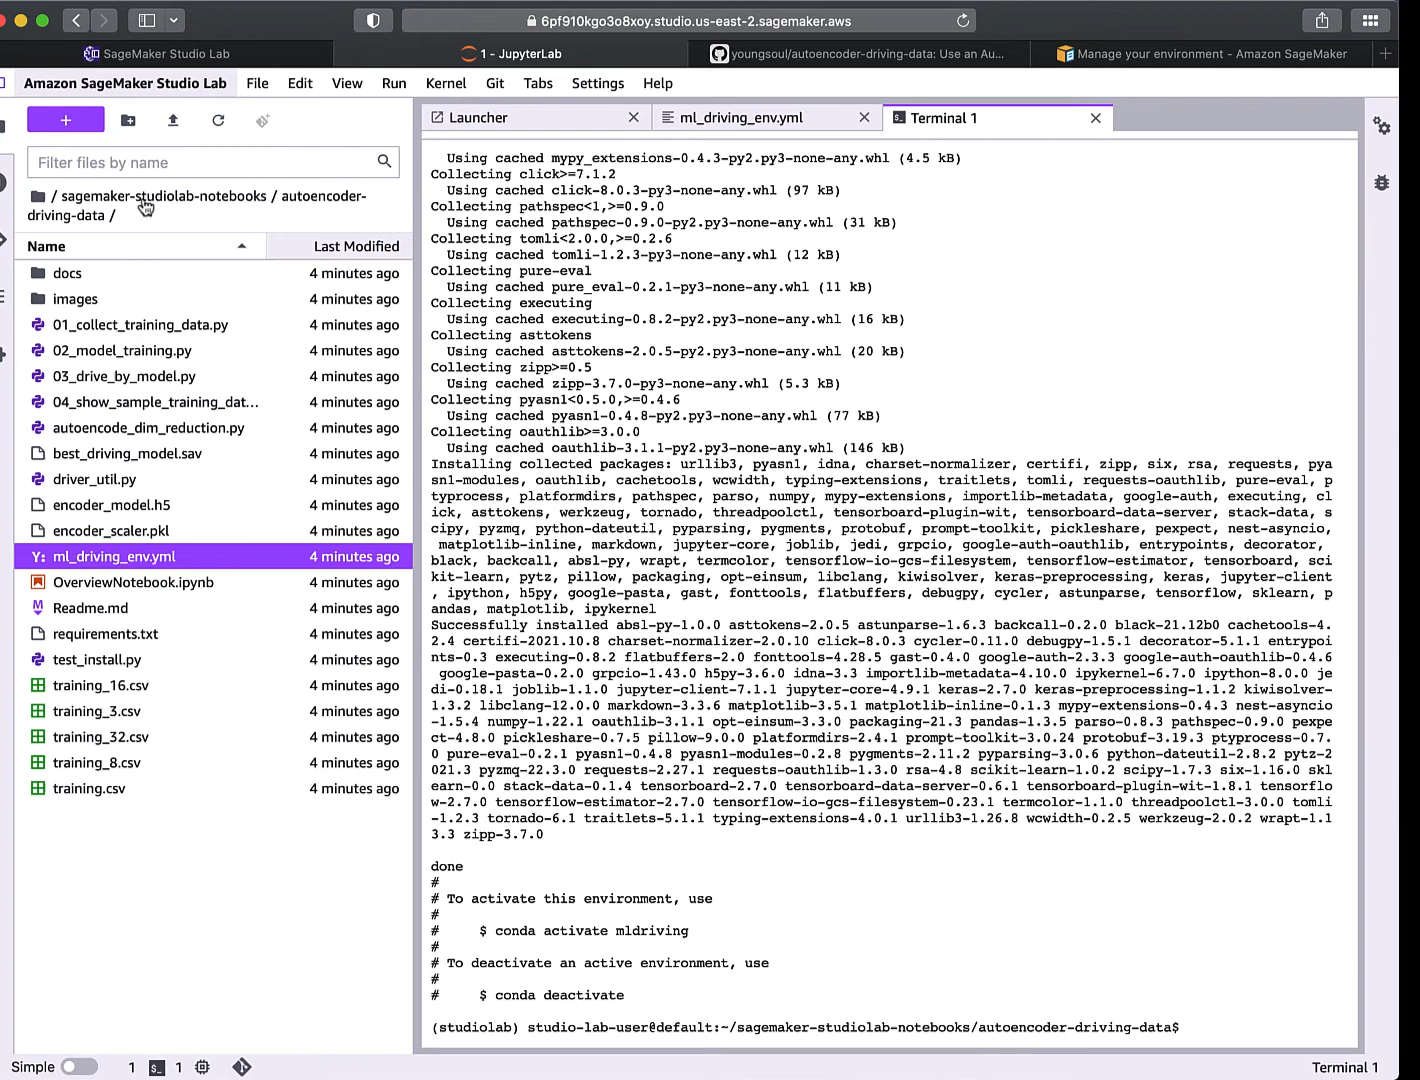 6pf910kgo3o8xoy.studio.us-east-2.sagemaker.aws
SageMaker Studio Lab
1 - JupyterLab
youngsoul/autoencoder-driving-data: Use an Au...
Manage your environment - Amazon SageMaker
Amazon SageMaker Studio Lab
File
Edit
View
Run
Kernel
Git
Tabs
Settings
Help
Filter files by name
/ sagemaker-studiolab-notebooks / autoencoder-
driving-data /
Name
Last Modified
docs 4 minutes ago
images 4 minutes ago
01_collect_training_data.py 4 minutes ago
02_model_training.py 4 minutes ago
03_drive_by_model.py 4 minutes ago
04_show_sample_training_dat... 4 minutes ago
autoencode_dim_reduction.py 4 minutes ago
best_driving_model.sav 4 minutes ago
driver_util.py 4 minutes ago
encoder_model.h5 4 minutes ago
encoder_scaler.pkl 4 minutes ago
Y: ml_driving_env.yml 4 minutes ago
OverviewNotebook.ipynb 4 minutes ago
Readme.md 4 minutes ago
requirements.txt 4 minutes ago
test_install.py 4 minutes ago
training_16.csv 4 minutes ago
training_3.csv 4 minutes ago
training_32.csv 4 minutes ago
training_8.csv 4 minutes ago
training.csv 4 minutes ago
Launcher
ml_driving_env.yml
Terminal 1
Using cached mypy_extensions-0.4.3-py2.py3-none-any.whl (4.5 kB)
Collecting click>=7.1.2
Using cached click-8.0.3-py3-none-any.whl (97 kB)
Collecting pathspec<1,>=0.9.0
Using cached pathspec-0.9.0-py2.py3-none-any.whl (31 kB)
Collecting tomli<2.0.0,>=0.2.6
Using cached tomli-1.2.3-py3-none-any.whl (12 kB)
Collecting pure-eval
Using cached pure_eval-0.2.1-py3-none-any.whl (11 kB)
Collecting executing
Using cached executing-0.8.2-py2.py3-none-any.whl (16 kB)
Collecting asttokens
Using cached asttokens-2.0.5-py2.py3-none-any.whl (20 kB)
Collecting zipp>=0.5
Using cached zipp-3.7.0-py3-none-any.whl (5.3 kB)
Collecting pyasn1<0.5.0,>=0.4.6
Using cached pyasn1-0.4.8-py2.py3-none-any.whl (77 kB)
Collecting oauthlib>=3.0.0
Using cached oauthlib-3.1.1-py2.py3-none-any.whl (146 kB)
Installing collected packages: urllib3, pyasn1, idna, charset-normalizer, certifi, zipp, six, rsa, requests, pya
sn1-modules, oauthlib, cachetools, wcwidth, typing-extensions, traitlets, tomli, requests-oauthlib, pure-eval, p
typrocess, platformdirs, pathspec, parso, numpy, mypy-extensions, importlib-metadata, google-auth, executing, cl
ick, asttokens, werkzeug, tornado, threadpoolctl, tensorboard-plugin-wit, tensorboard-data-server, stack-data, s
cipy, pyzmq, python-dateutil, pyparsing, pygments, protobuf, prompt-toolkit, pickleshare, pexpect, nest-asyncio,
matplotlib-inline, markdown, jupyter-core, joblib, jedi, grpcio, google-auth-oauthlib, entrypoints, decorator,
black, backcall, absl-py, wrapt, termcolor, tensorflow-io-gcs-filesystem, tensorflow-estimator, tensorboard, sci
kit-learn, pytz, pillow, packaging, opt-einsum, libclang, kiwisolver, keras-preprocessing, keras, jupyter-client
, ipython, h5py, google-pasta, gast, fonttools, flatbuffers, debugpy, cycler, astunparse, tensorflow, sklearn, p
andas, matplotlib, ipykernel
Successfully installed absl-py-1.0.0 asttokens-2.0.5 astunparse-1.6.3 backcall-0.2.0 black-21.12b0 cachetools-4.
2.4 certifi-2021.10.8 charset-normalizer-2.0.10 click-8.0.3 cycler-0.11.0 debugpy-1.5.1 decorator-5.1.1 entrypoi
nts-0.3 executing-0.8.2 flatbuffers-2.0 fonttools-4.28.5 gast-0.4.0 google-auth-2.3.3 google-auth-oauthlib-0.4.6
google-pasta-0.2.0 grpcio-1.43.0 h5py-3.6.0 idna-3.3 importlib-metadata-4.10.0 ipykernel-6.7.0 ipython-8.0.0 je
di-0.18.1 joblib-1.1.0 jupyter-client-7.1.1 jupyter-core-4.9.1 keras-2.7.0 keras-preprocessing-1.1.2 kiwisolver-
1.3.2 libclang-12.0.0 markdown-3.3.6 matplotlib-3.5.1 matplotlib-inline-0.1.3 mypy-extensions-0.4.3 nest-asyncio
-1.5.4 numpy-1.22.1 oauthlib-3.1.1 opt-einsum-3.3.0 packaging-21.3 pandas-1.3.5 parso-0.8.3 pathspec-0.9.0 pexpe
ct-4.8.0 pickleshare-0.7.5 pillow-9.0.0 platformdirs-2.4.1 prompt-toolkit-3.0.24 protobuf-3.19.3 ptyprocess-0.7.
0 pure-eval-0.2.1 pyasn1-0.4.8 pyasn1-modules-0.2.8 pygments-2.11.2 pyparsing-3.0.6 python-dateutil-2.8.2 pytz-2
021.3 pyzmq-22.3.0 requests-2.27.1 requests-oauthlib-1.3.0 rsa-4.8 scikit-learn-1.0.2 scipy-1.7.3 six-1.16.0 skl
earn-0.0 stack-data-0.1.4 tensorboard-2.7.0 tensorboard-data-server-0.6.1 tensorboard-plugin-wit-1.8.1 tensorflo
w-2.7.0 tensorflow-estimator-2.7.0 tensorflow-io-gcs-filesystem-0.23.1 termcolor-1.1.0 threadpoolctl-3.0.0 tomli
-1.2.3 tornado-6.1 traitlets-5.1.1 typing-extensions-4.0.1 urllib3-1.26.8 wcwidth-0.2.5 werkzeug-2.0.2 wrapt-1.1
3.3 zipp-3.7.0
done
#
# To activate this environment, use
#
# $ conda activate mldriving
#
# To deactivate an active environment, use
#
# $ conda deactivate
(studiolab) studio-lab-user@default:~/sagemaker-studiolab-notebooks/autoencoder-driving-data$
Simple
1
1
Terminal 1